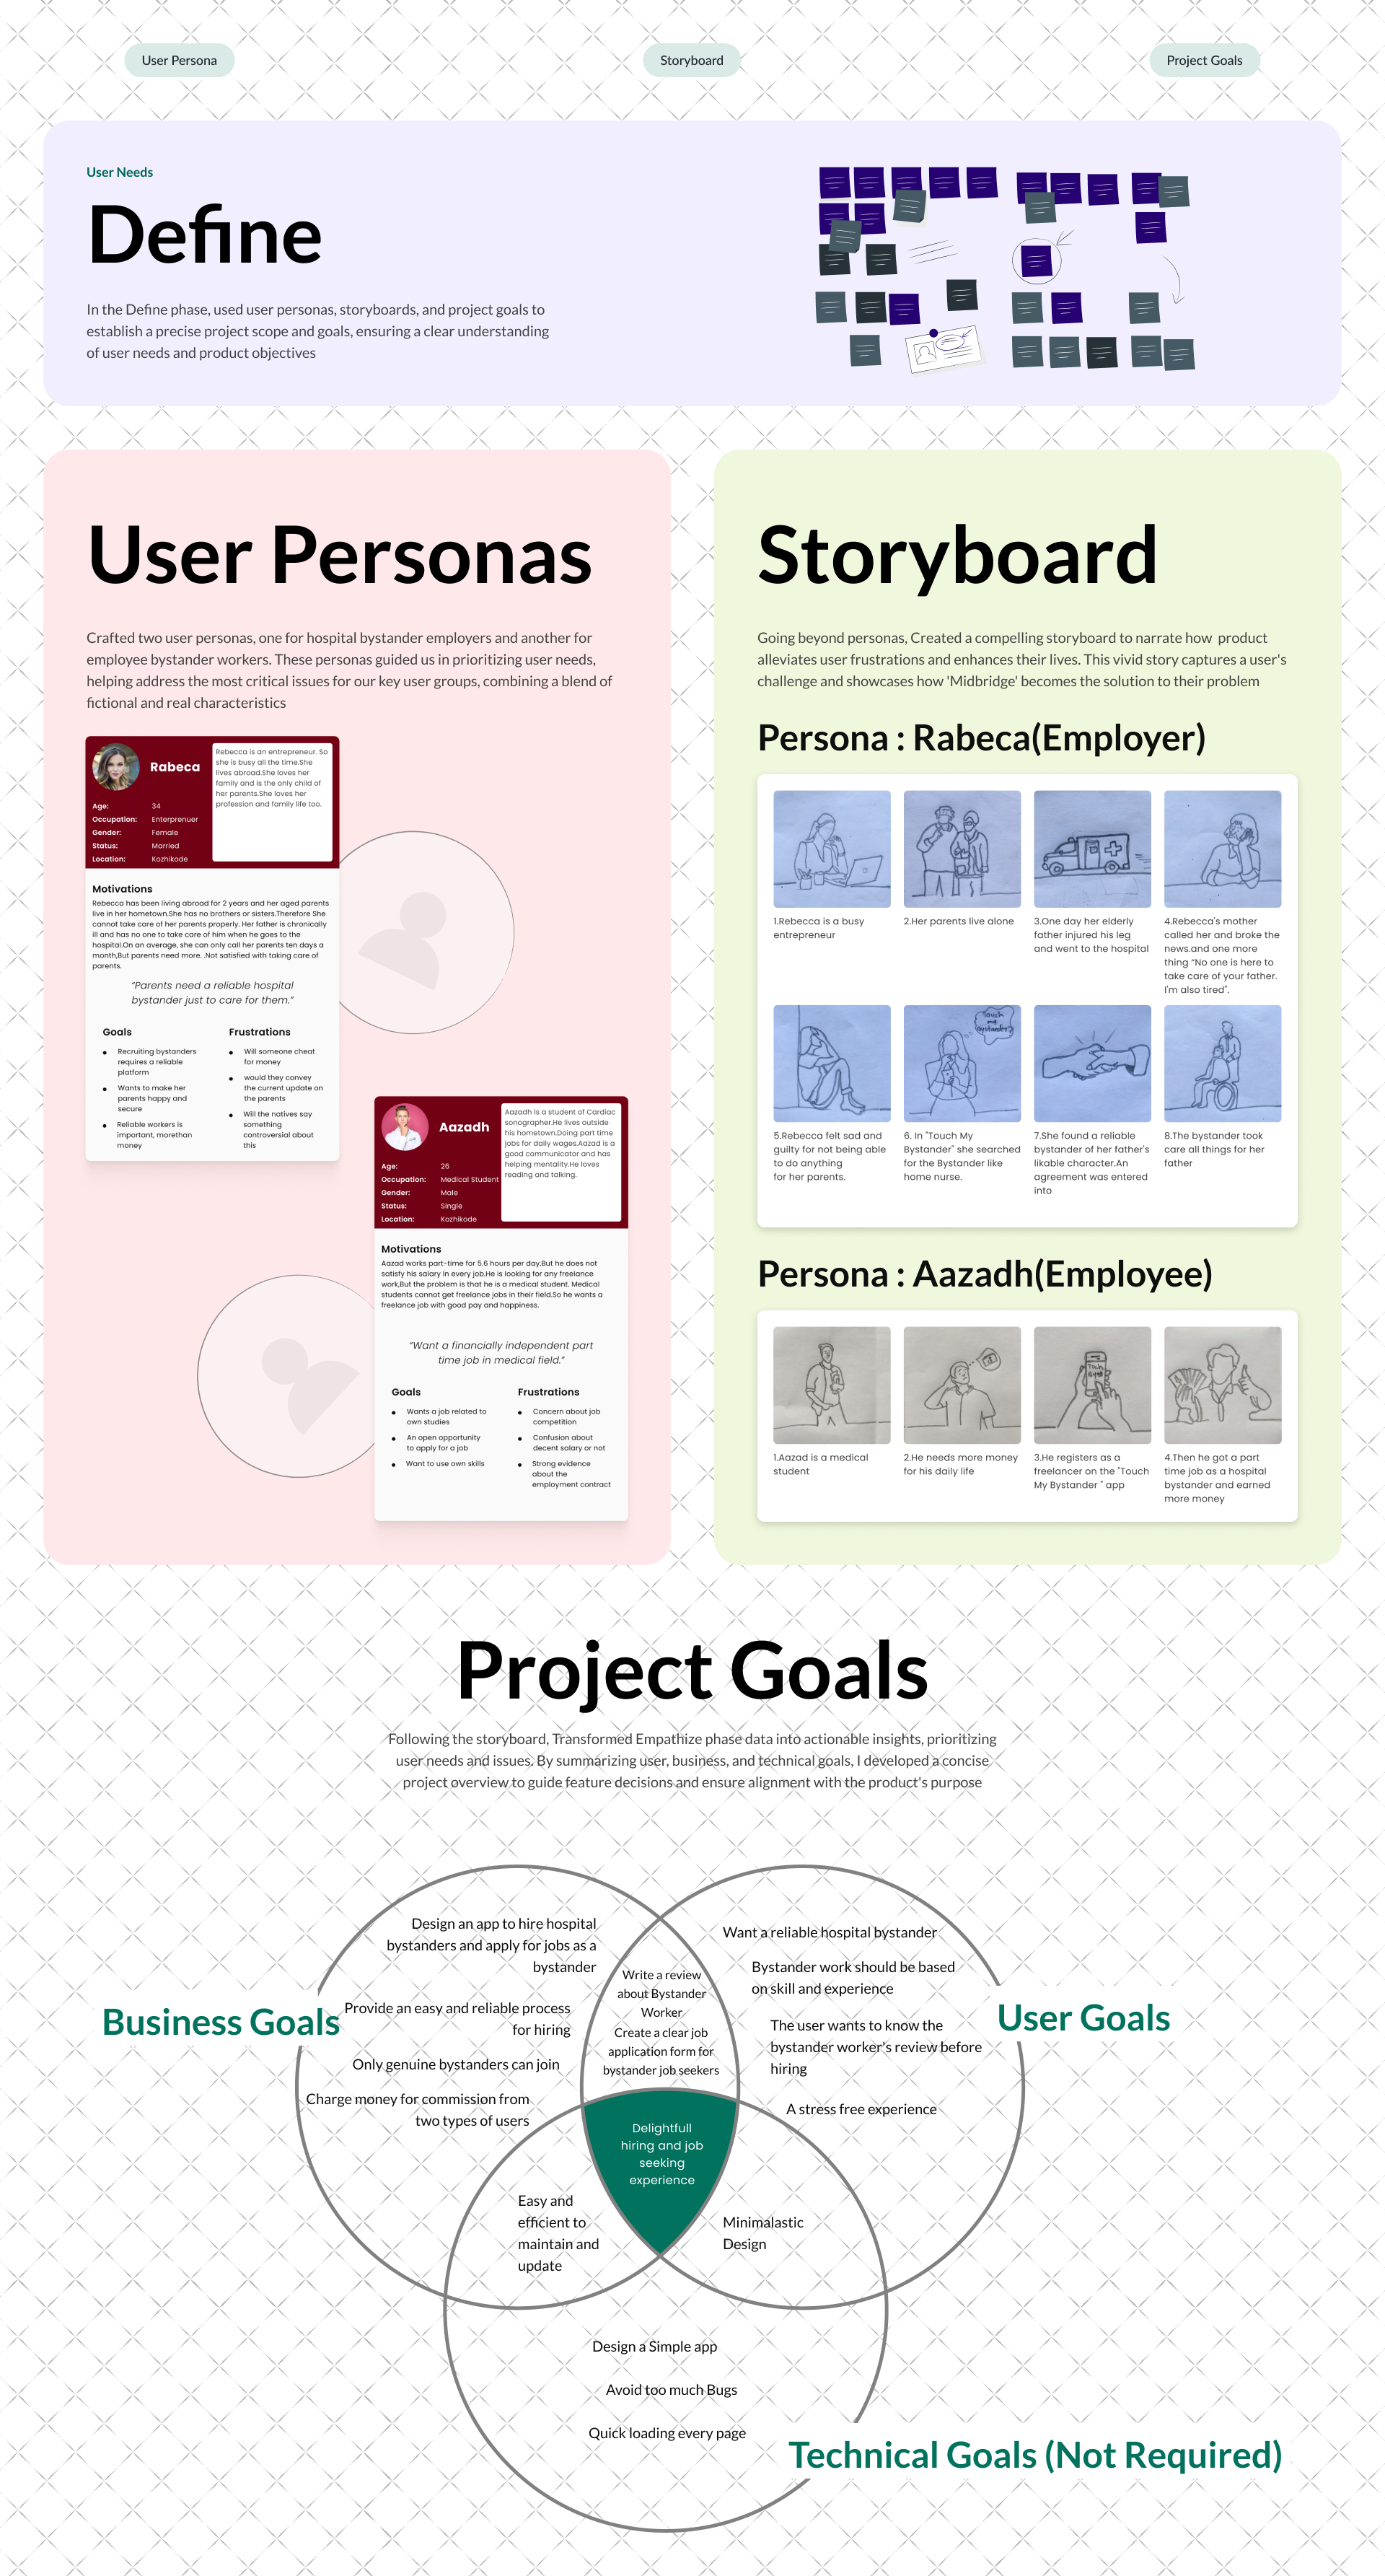 User Persona
Storyboard
Project Goals
User Needs
Define
In the Define phase, used user personas, storyboards, and project goals to
establish a precise project scope and goals, ensuring a clear understanding
of user needs and product objectives
User Personas
Crafted two user personas, one for hospital bystander employers and another for
employee bystander workers. These personas guided us in prioritizing user needs,
helping address the most critical issues for our key user groups, combining a blend of
fictional and real characteristics
Rabeca
Rebecca is an entrepreneur. So
she is busy all the time.She
lives abroad.She loves her
family and is the only child of
her parents.She loves her
profession and family life too.
Age: 34
Occupation: Enterprenuer
Gender: Female
Status: Married
Location: Kozhikode
Motivations
Rebecca has been living abroad for 2 years and her aged parents
live in her hometown.She has no brothers or sisters.Therefore She
cannot take care of her parents properly. Her father is chronically
ill and has no one to take care of him when he goes to the
hospital.On an average, she can only call her parents ten days a
month,But parents need more. .Not satisfied with taking care of
parents.
“Parents need a reliable hospital
bystander just to care for them.”
Goals
Recruiting bystanders
requires a reliable
platform
Wants to make her
parents happy and
secure
Reliable workers is
important, morethan
money
Frustrations
Will someone cheat
for money
would they convey
the current update on
the parents
Will the natives say
something
controversial about
this
Aazadh
Aazadh is a student of Cardiac
sonographer.He lives outside
his hometown.Doing part time
jobs for daily wages.Aazad is a
good communicator and has
helping mentality.He loves
reading and talking.
Age: 26
Occupation: Medical Student
Gender: Male
Status: Single
Location: Kozhikode
Motivations
Aazad works part-time for 5.6 hours per day.But he does not
satisfy his salary in every job.He is looking for any freelance
work,But the problem is that he is a medical student. Medical
students cannot get freelance jobs in their field.So he wants a
freelance job with good pay and happiness.
“Want a financially independent part
time job in medical field.”
Goals
Wants a job related to
own studies
An open opportunity
to apply for a job
Want to use own skills
Frustrations
Concern about job
competition
Confusion about
decent salary or not
Strong evidence
about the
employment contract
Storyboard
Going beyond personas, Created a compelling storyboard to narrate how product
alleviates user frustrations and enhances their lives. This vivid story captures a user's
challenge and showcases how 'Midbridge' becomes the solution to their problem
Persona : Rabeca(Employer)
1.Rebecca is a busy
entrepreneur
2.Her parents live alone
3.One day her elderly
father injured his leg
and went to the hospital
4.Rebecca's mother
called her and broke the
news.and one more
thing “No one is here to
take care of your father.
I'm also tired”.
Touch
my
Bystander?
5.Rebecca felt sad and
guilty for not being able
to do anything
for her parents.
6. In "Touch My
Bystander" she searched
for the Bystander like
home nurse.
7.She found a reliable
bystander of her father's
likable character.An
agreement was entered
into
8.The bystander took
care all things for her
father
Persona : Aazadh(Employee)
1.Aazad is a medical
student
2.He needs more money
for his daily life
3.He registers as a
freelancer on the "Touch
My Bystander " app
4.Then he got a part
time job as a hospital
bystander and earned
more money
Project Goals
Following the storyboard, Transformed Empathize phase data into actionable insights, prioritizing
user needs and issues. By summarizing user, business, and technical goals, I developed a concise
project overview to guide feature decisions and ensure alignment with the product's purpose
Business Goals
Design an app to hire hospital
bystanders and apply for jobs as a
bystander
Provide an easy and reliable process
for hiring
Only genuine bystanders can join
Charge money for commission from
two types of users
Write a review
about Bystander
Worker
Create a clear job
application form for
bystander job seekers
User Goals
Want a reliable hospital bystander
Bystander work should be based
on skill and experience
The user wants to know the
bystander worker's review before
hiring
A stress free experience
Delightfull
hiring and job
seeking
experience
Easy and
efficient to
maintain and
update
Minimalastic
Design
Design a Simple app
Avoid too much Bugs
Quick loading every page
Technical Goals (Not Required)